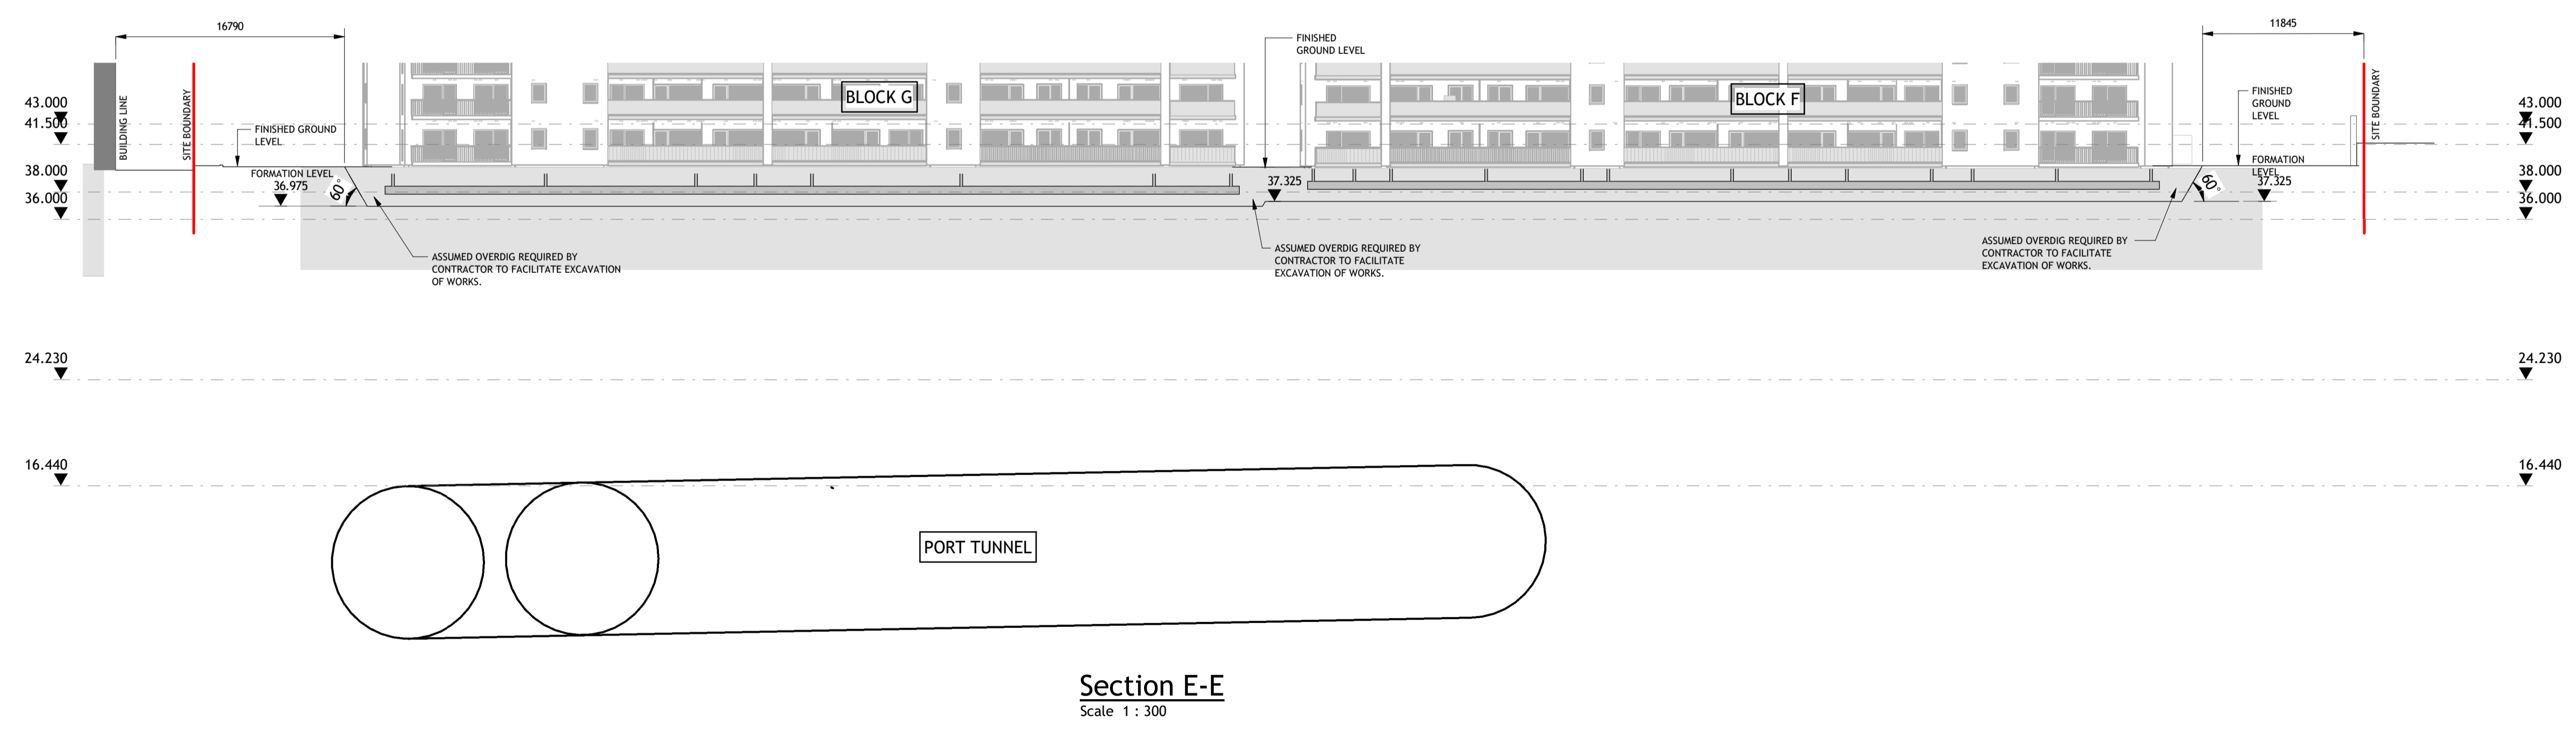 16790
11845
FINISHED
GROUND LEVEL
BLOCK G
BLOCK F
43.000
41.500
38.000
36.000
BUILDING LINE
SITE BOUNDARY
FINISHED GROUND
LEVEL
FORMATION LEVEL
36.975
60°
37.325
FINISHED
GROUND
LEVEL
FORMATION
LEVEL
37.325
60°
SITE BOUNDARY
43.000
41.500
38.000
36.000
ASSUMED OVERDIG REQUIRED BY
CONTRACTOR TO FACILITATE EXCAVATION
OF WORKS.
ASSUMED OVERDIG REQUIRED BY
CONTRACTOR TO FACILITATE
EXCAVATION OF WORKS.
ASSUMED OVERDIG REQUIRED BY
CONTRACTOR TO FACILITATE
EXCAVATION OF WORKS.
24.230
24.230
16.440
16.440
PORT TUNNEL
Section E-E
Scale 1 : 300